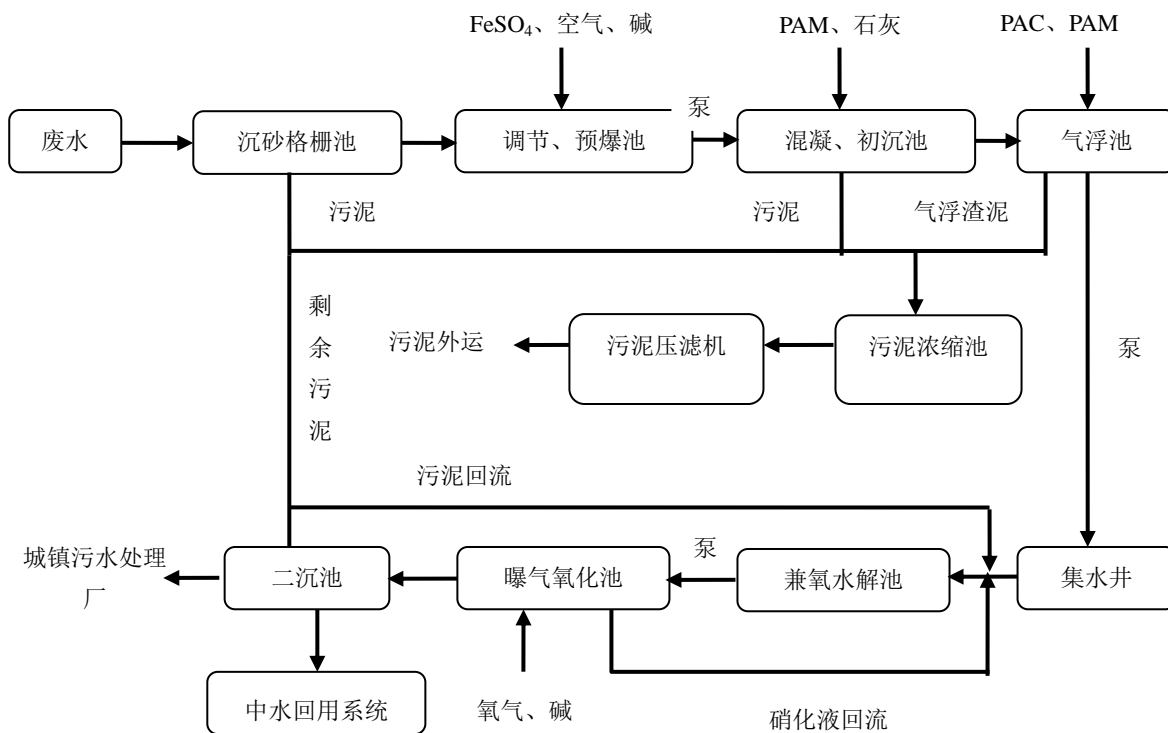 FeSO₄、空气、碱
PAM、石灰
PAC、PAM
废水
沉砂格栅池
调节、预爆池
泵
混凝、初沉池
气浮池
污泥
污泥
气浮渣泥
剩
余
污
泥
污泥外运
污泥压滤机
污泥浓缩池
泵
污泥回流
城镇污水处理
厂
二沉池
曝气氧化池
泵
兼氧水解池
集水井
中水回用系统
氧气、碱
硝化液回流